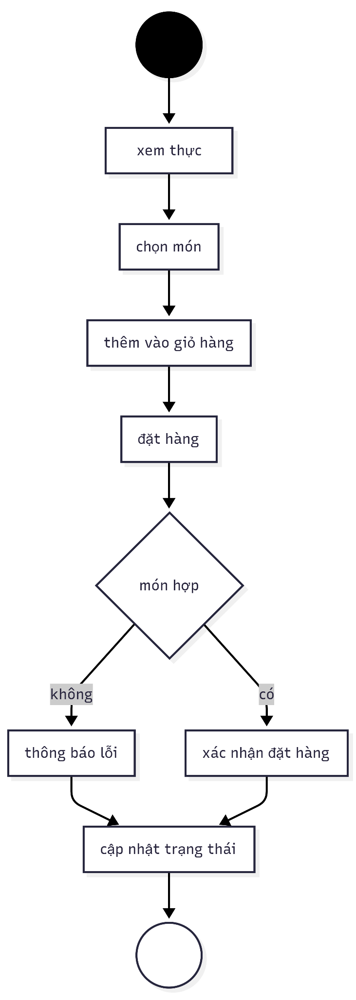 xem thực
chọn món
thêm vào giỏ hàng
đặt hàng
món hợp
không
có
thông báo lỗi
xác nhận đặt hàng
cập nhật trạng thái